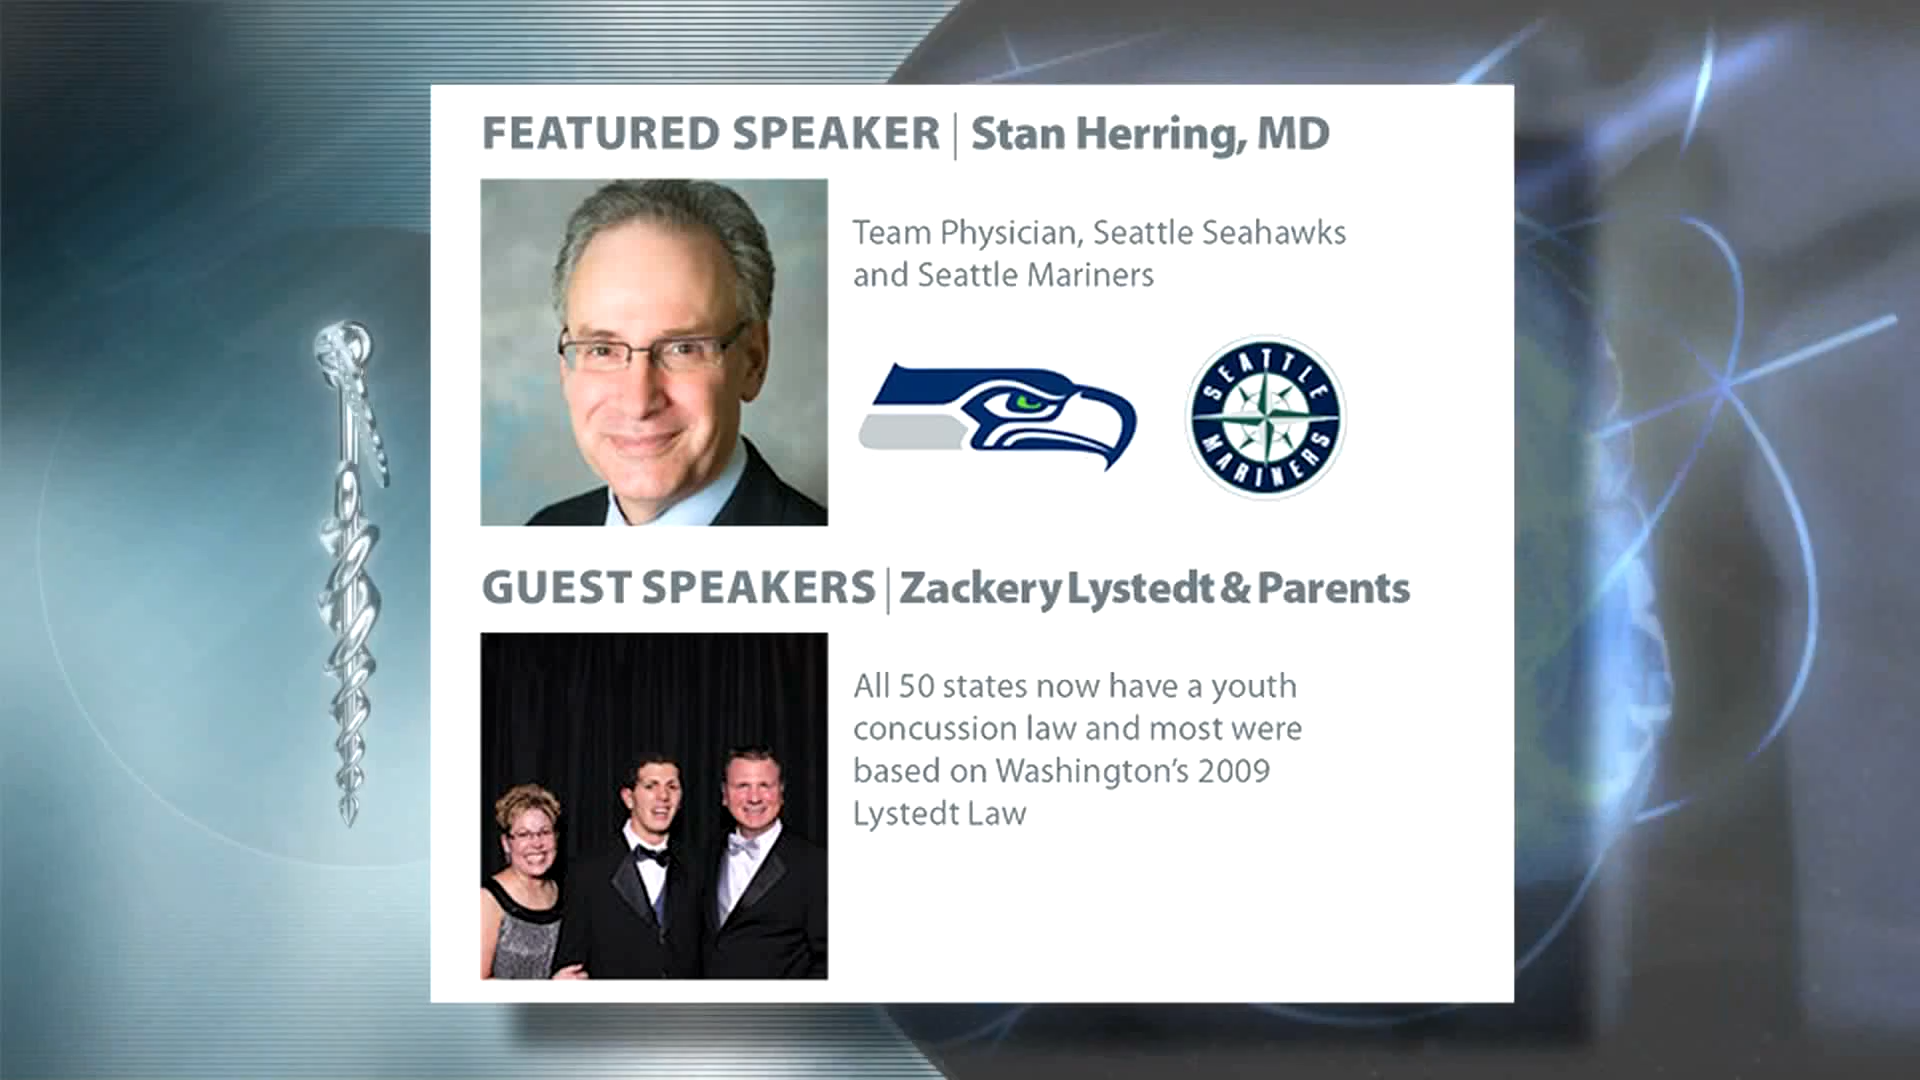 FEATURED SPEAKER | Stan Herring, MD
Team Physician, Seattle Seahawks
and Seattle Mariners
SEATTLE
MARINERS
GUEST SPEAKERS | Zackery Lystedt & Parents
All 50 states now have a youth
concussion law and most were
based on Washington's 2009
Lystedt Law